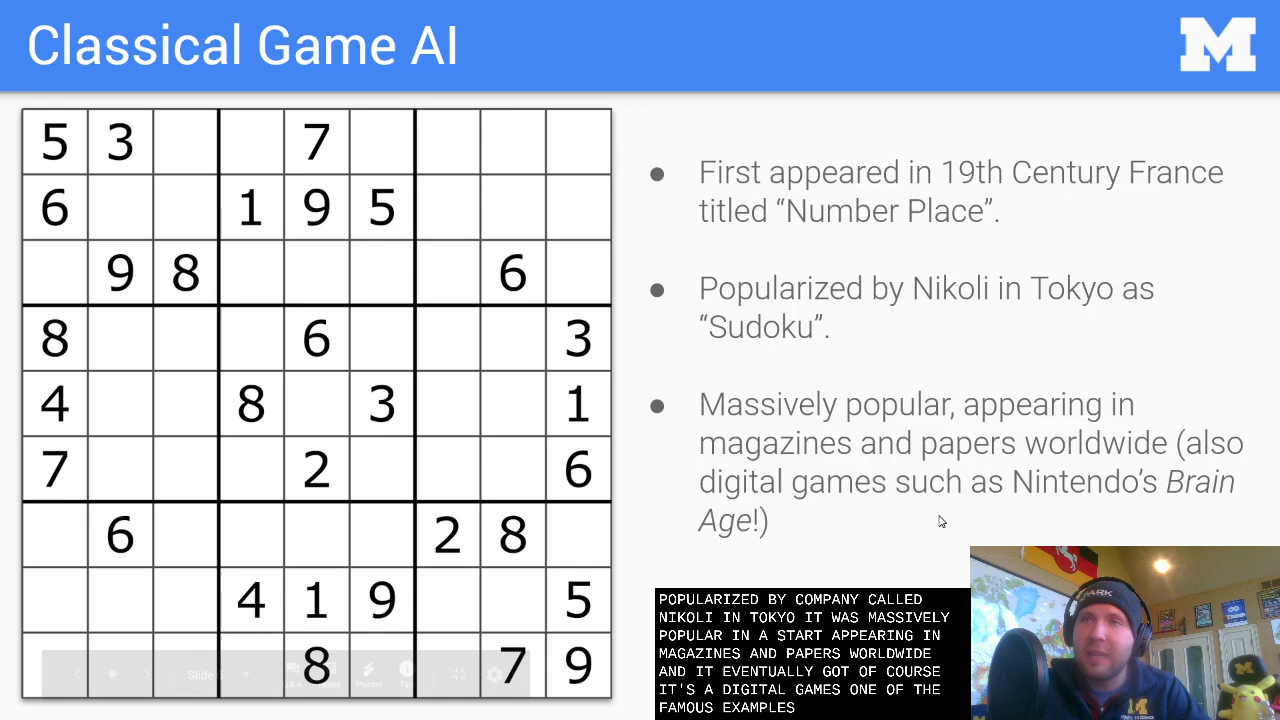 Classical Game AI
M
5 3 7
6 1 9 5
9 8 6
8 6 3
4 8 3 1
7 2 6
6 2 8
4 1 9 5
8 7 9
● First appeared in 19th Century France
titled “Number Place”.
● Popularized by Nikoli in Tokyo as
“Sudoku”.
● Massively popular, appearing in
magazines and papers worldwide (also
digital games such as Nintendo’s Brain
Age!)
Slide
Q & A
Pointer
POPULARIZED BY COMPANY CALLED
NIKOLI IN TOKYO IT WAS MASSIVELY
POPULAR IN A START APPEARING IN
MAGAZINES AND PAPERS WORLDWIDE
AND IT EVENTUALLY GOT OF COURSE
IT'S A DIGITAL GAMES ONE OF THE
FAMOUS EXAMPLES
M